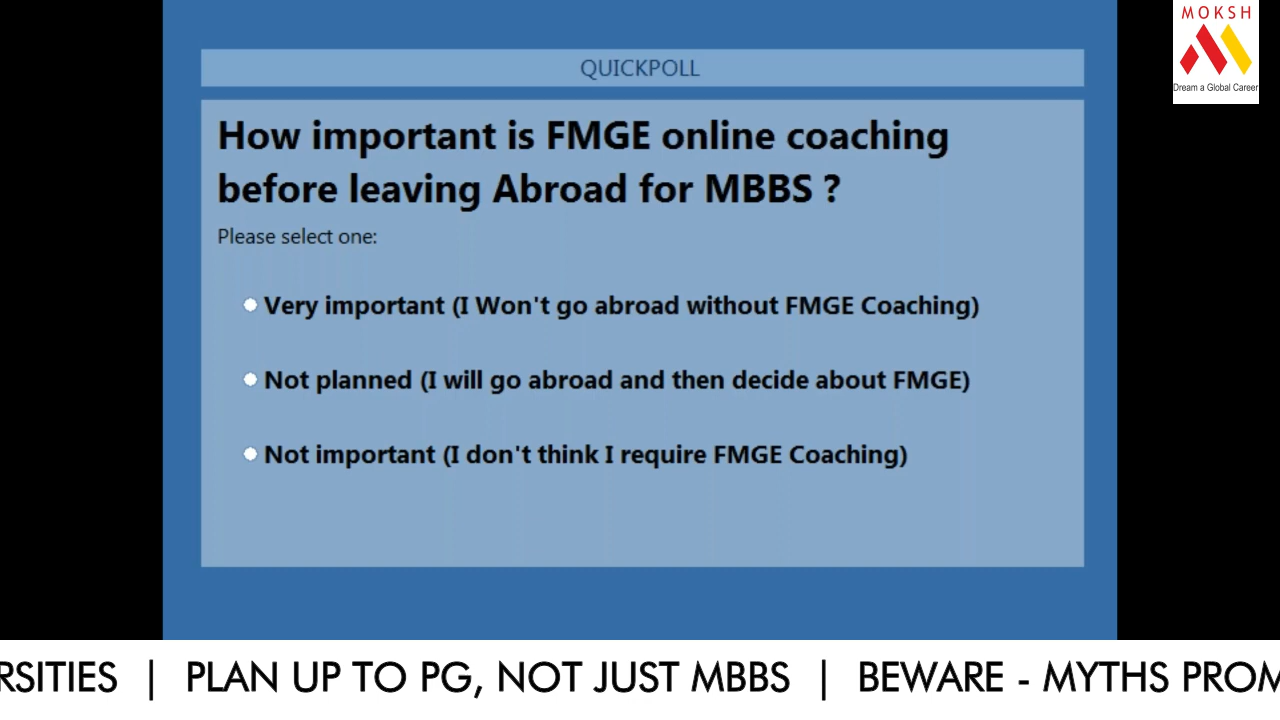 MOKSH
Dream a Global Career
QUICKPOLL
How important is FMGE online coaching
before leaving Abroad for MBBS ?
Please select one:
Very important (I Won't go abroad without FMGE Coaching)
Not planned (I will go abroad and then decide about FMGE)
Not important (I don't think I require FMGE Coaching)
RSITIES | PLAN UP TO PG, NOT JUST MBBS | BEWARE - MYTHS PROM